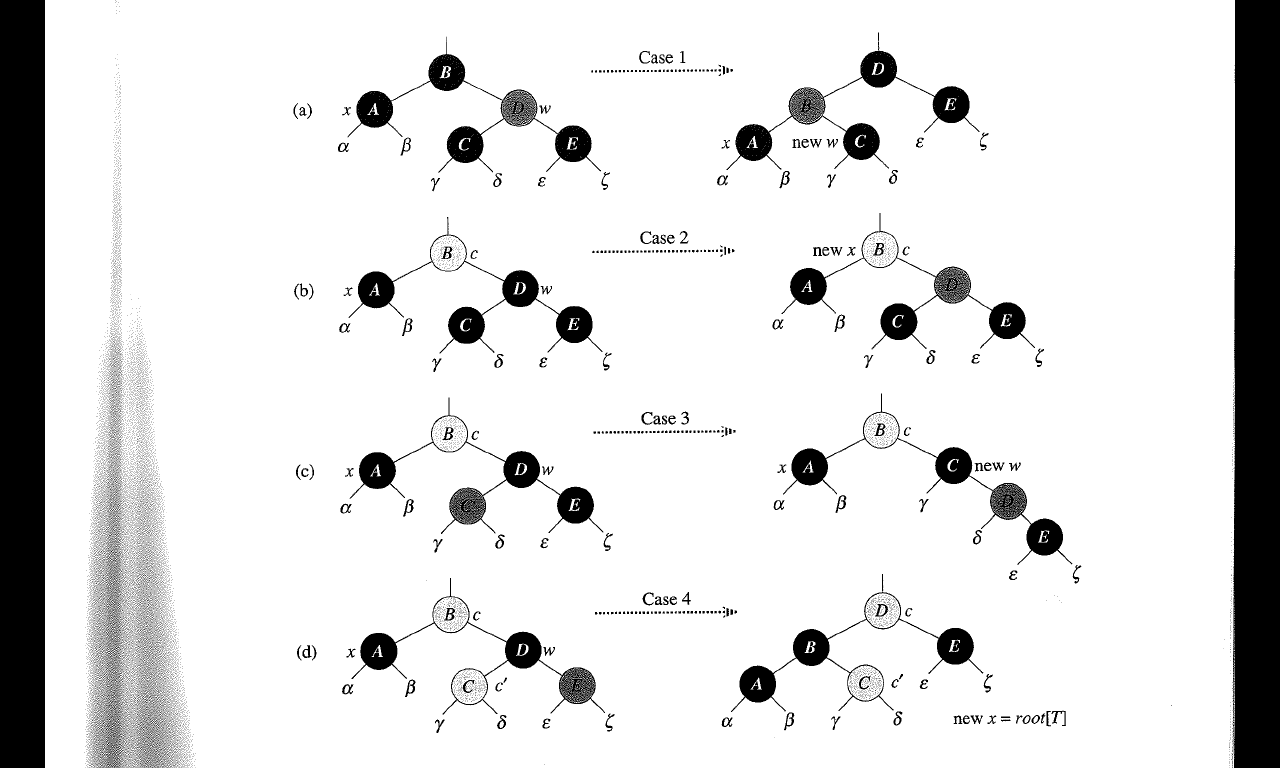 Case 1
B
D
(a) x A D w
B E
α β C E
x A new w C ε ζ
γ δ ε ζ
α β γ δ
Case 2
B c
new x B c
(b) x A D w
A D
α β C E
α β C E
γ δ ε ζ
γ δ ε ζ
Case 3
B c
B c
(c) x A D w
x A C new w
α β C E
α β γ D
γ δ ε ζ
δ E
ε ζ
Case 4
B c
D c
(d) x A D w
B E
α β C c′ E
A C c′ ε ζ
γ δ ε ζ
α β γ δ
new x = root[T]